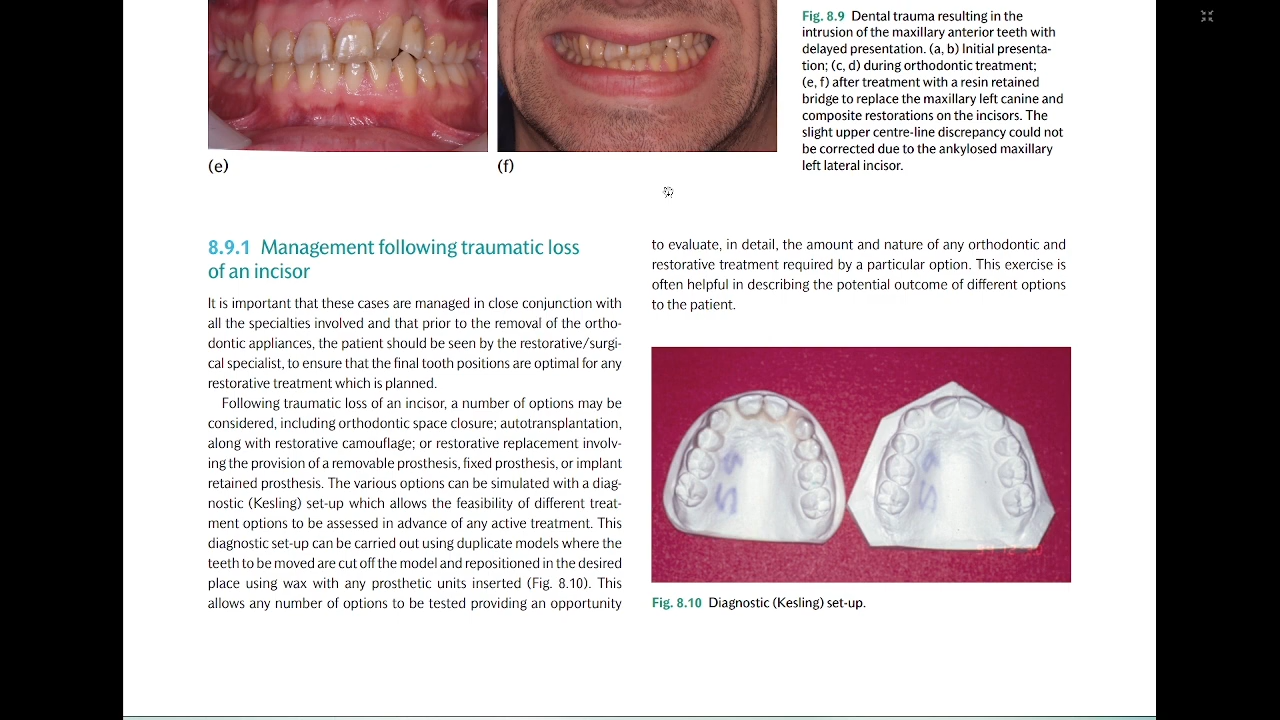 Fig. 8.9 Dental trauma resulting in the
intrusion of the maxillary anterior teeth with
delayed presentation. (a, b) Initial presenta-
tion; (c, d) during orthodontic treatment;
(e, f) after treatment with a resin retained
bridge to replace the maxillary left canine and
composite restorations on the incisors. The
slight upper centre-line discrepancy could not
be corrected due to the ankylosed maxillary
left lateral incisor.
(e)
(f)
8.9.1 Management following traumatic loss
of an incisor
It is important that these cases are managed in close conjunction with
all the specialties involved and that prior to the removal of the ortho-
dontic appliances, the patient should be seen by the restorative/surgi-
cal specialist, to ensure that the final tooth positions are optimal for any
restorative treatment which is planned.
Following traumatic loss of an incisor, a number of options may be
considered, including orthodontic space closure; autotransplantation,
along with restorative camouflage; or restorative replacement involv-
ing the provision of a removable prosthesis, fixed prosthesis, or implant
retained prosthesis. The various options can be simulated with a diag-
nostic (Kesling) set-up which allows the feasibility of different treat-
ment options to be assessed in advance of any active treatment. This
diagnostic set-up can be carried out using duplicate models where the
teeth to be moved are cut off the model and repositioned in the desired
place using wax with any prosthetic units inserted (Fig. 8.10). This
allows any number of options to be tested providing an opportunity
to evaluate, in detail, the amount and nature of any orthodontic and
restorative treatment required by a particular option. This exercise is
often helpful in describing the potential outcome of different options
to the patient.
Fig. 8.10 Diagnostic (Kesling) set-up.